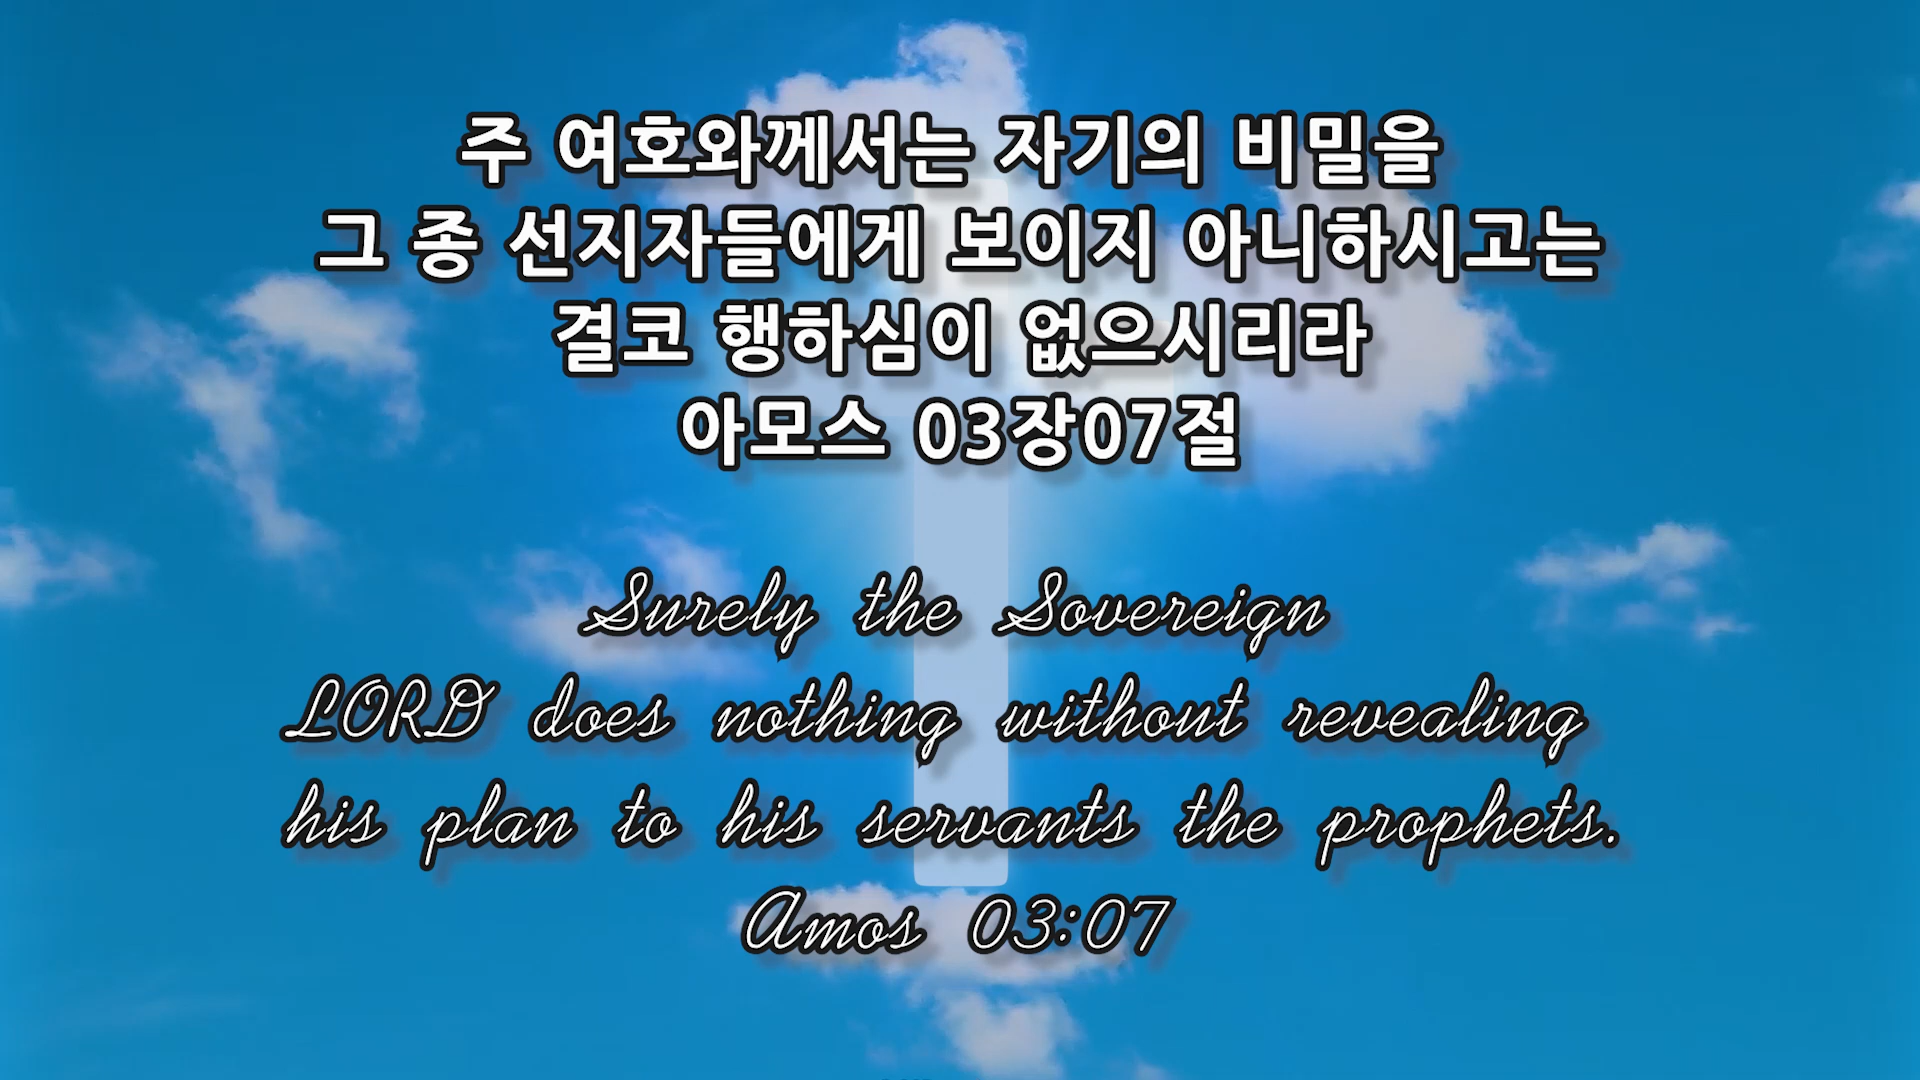 주 여호와께서는 자기의 비밀을
그 종 선지자들에게 보이지 아니하시고는
결코 행하심이 없으시리라
아모스 03장07절
Surely the Sovereign
LORD does nothing without revealing
his plan to his servants the prophets.
Amos 03:07